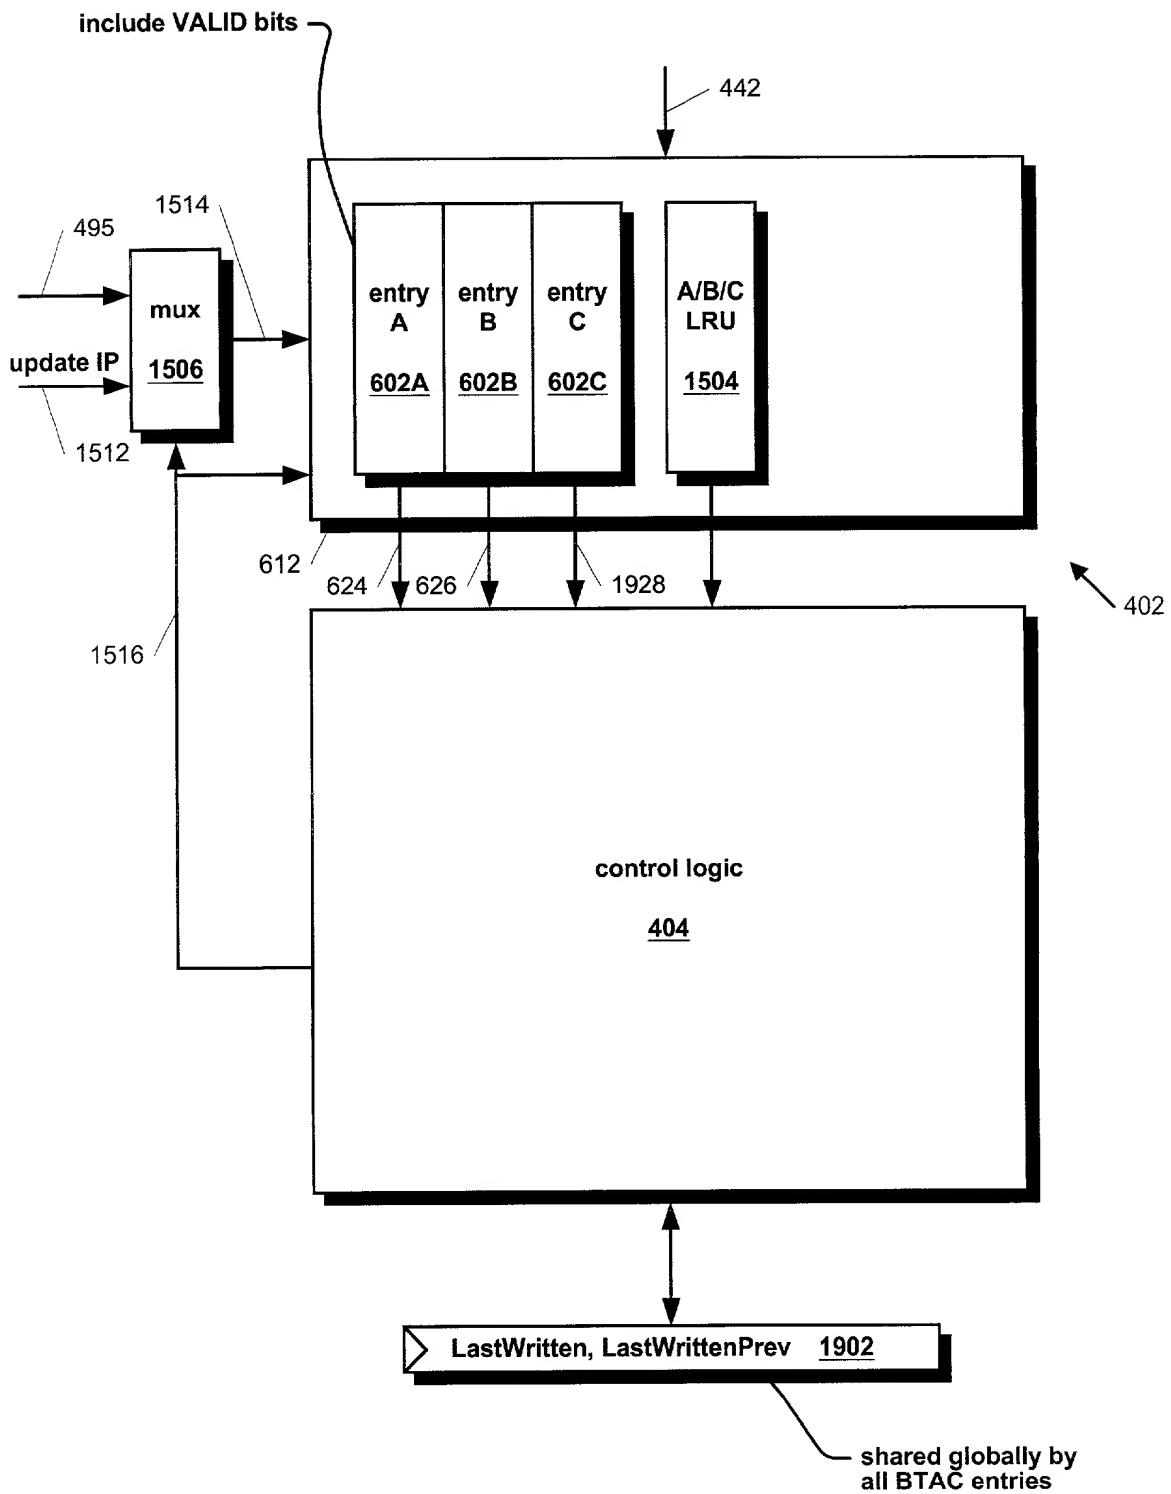 include VALID bits
442
1514
495
mux
1506
update IP
1512
entry
A
602A
entry
B
602B
entry
C
602C
A/B/C
LRU
1504
612
624
626
1928
402
1516
control logic
404
LastWritten, LastWrittenPrev 1902
shared globally by
all BTAC entries